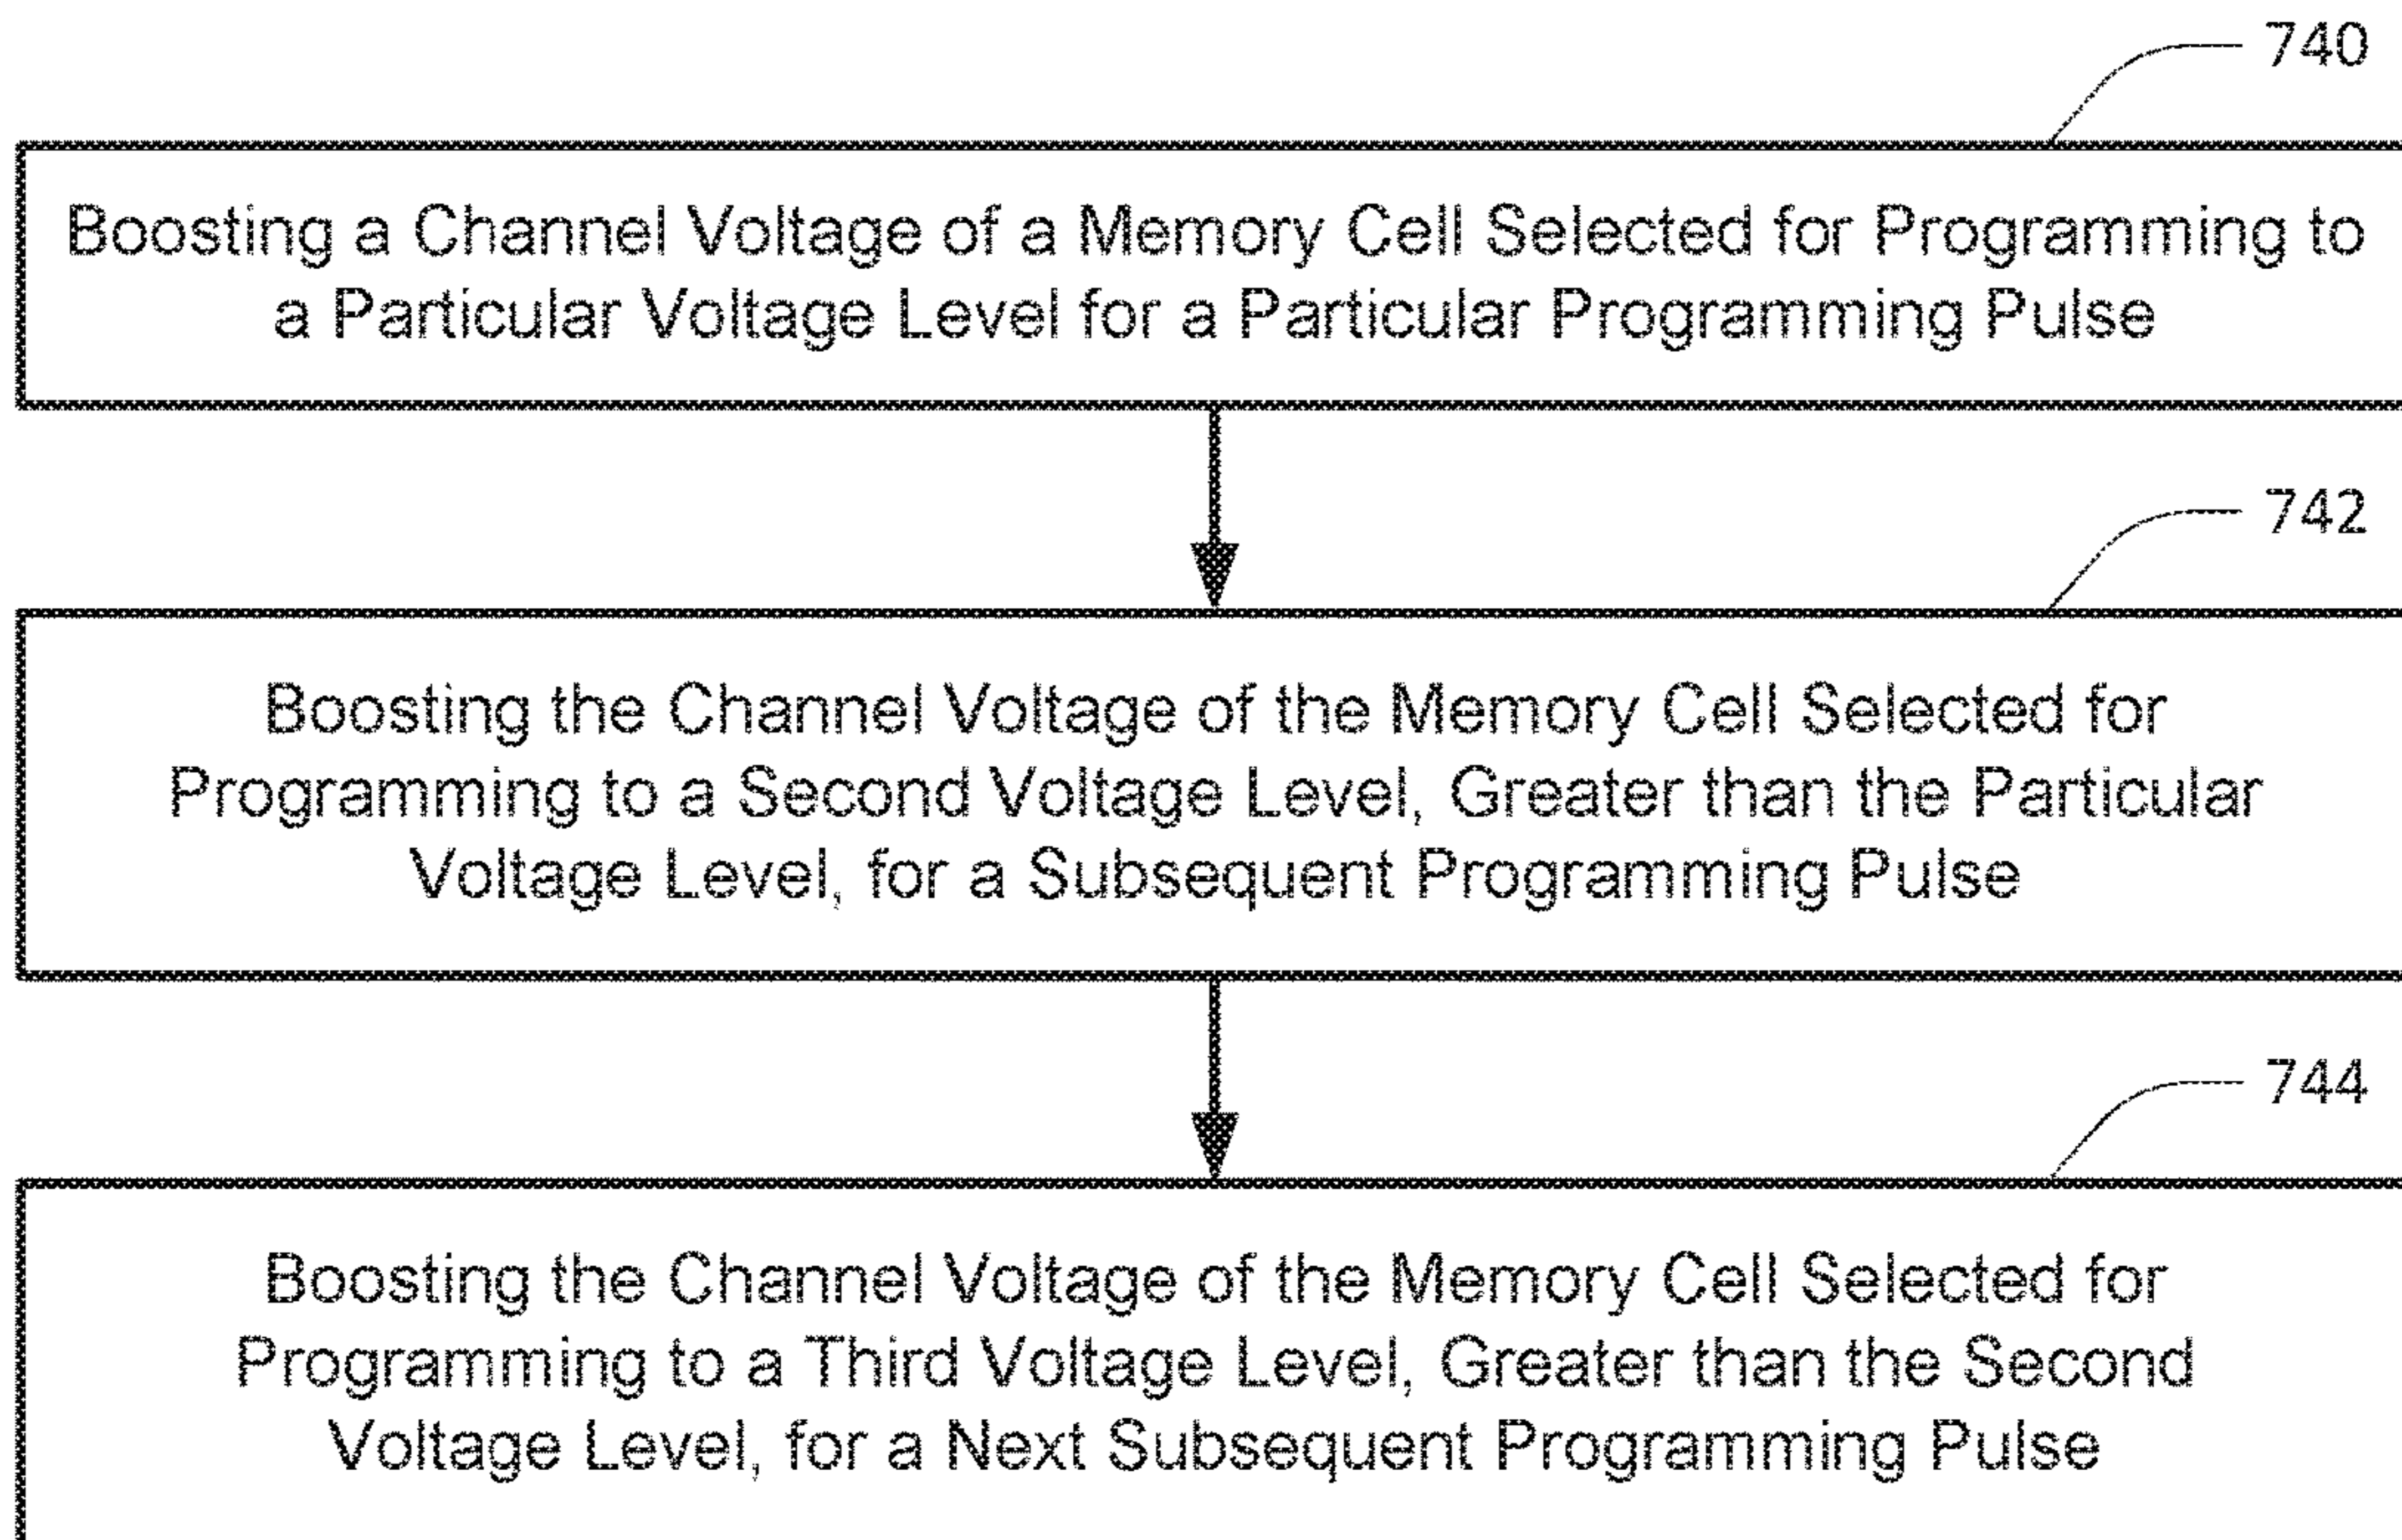 740
Boosting a Channel Voltage of a Memory Cell Selected for Programming to
a Particular Voltage Level for a Particular Programming Pulse
742
Boosting the Channel Voltage of the Memory Cell Selected for
Programming to a Second Voltage Level, Greater than the Particular
Voltage Level, for a Subsequent Programming Pulse
744
Boosting the Channel Voltage of the Memory Cell Selected for
Programming to a Third Voltage Level, Greater than the Second
Voltage Level, for a Next Subsequent Programming Pulse